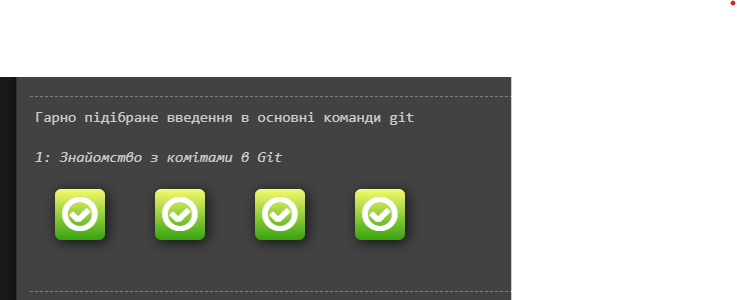 Гарно підібране введення в основні команди git
1: Знайомство з комітами в Git